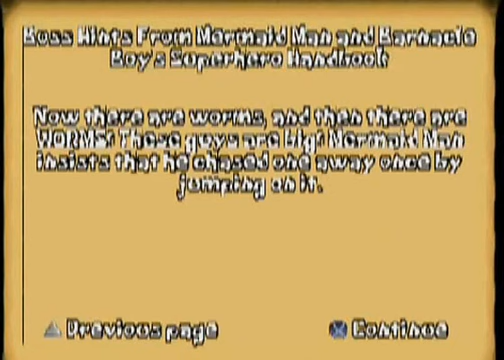 Boss Hints From Mermaid Man and Barnacle
Boy's Superhero Handbook
Now there are worms, and then there are
WORMS! These guys are big! Mermaid Man
insists that he chased one away once by
jumping on it.
Previous page
Continue